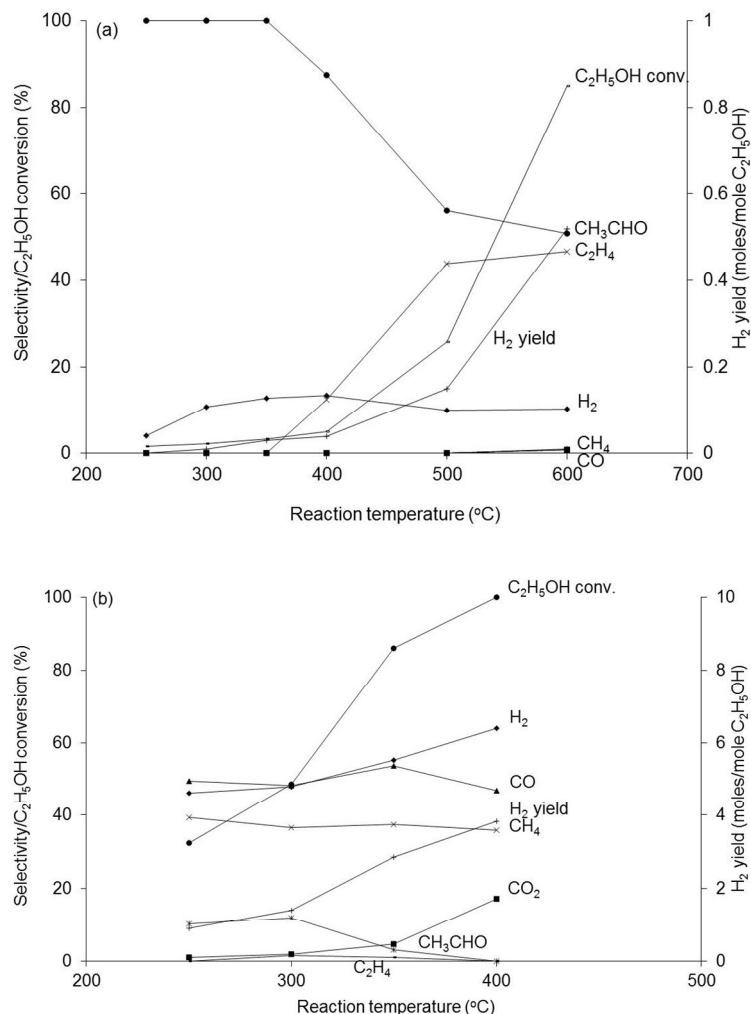 (a)
100
80
60
40
20
0
Selectivity/C₂H₅OH conversion (%)
1
0.8
0.6
0.4
0.2
0
H₂ yield (moles/mole C₂H₅OH)
C₂H₅OH conv.
CH₃CHO
C₂H₄
H₂ yield
H₂
CH₄
CO
200 300 400 500 600 700
Reaction temperature (°C)
(b)
100
80
60
40
20
0
Selectivity/C₂H₅OH conversion (%)
10
8
6
4
2
0
H₂ yield (moles/mole C₂H₅OH)
C₂H₅OH conv.
H₂
CO
H₂ yield
CH₄
CO₂
CH₃CHO
C₂H₄
200 300 400 500
Reaction temperature (°C)